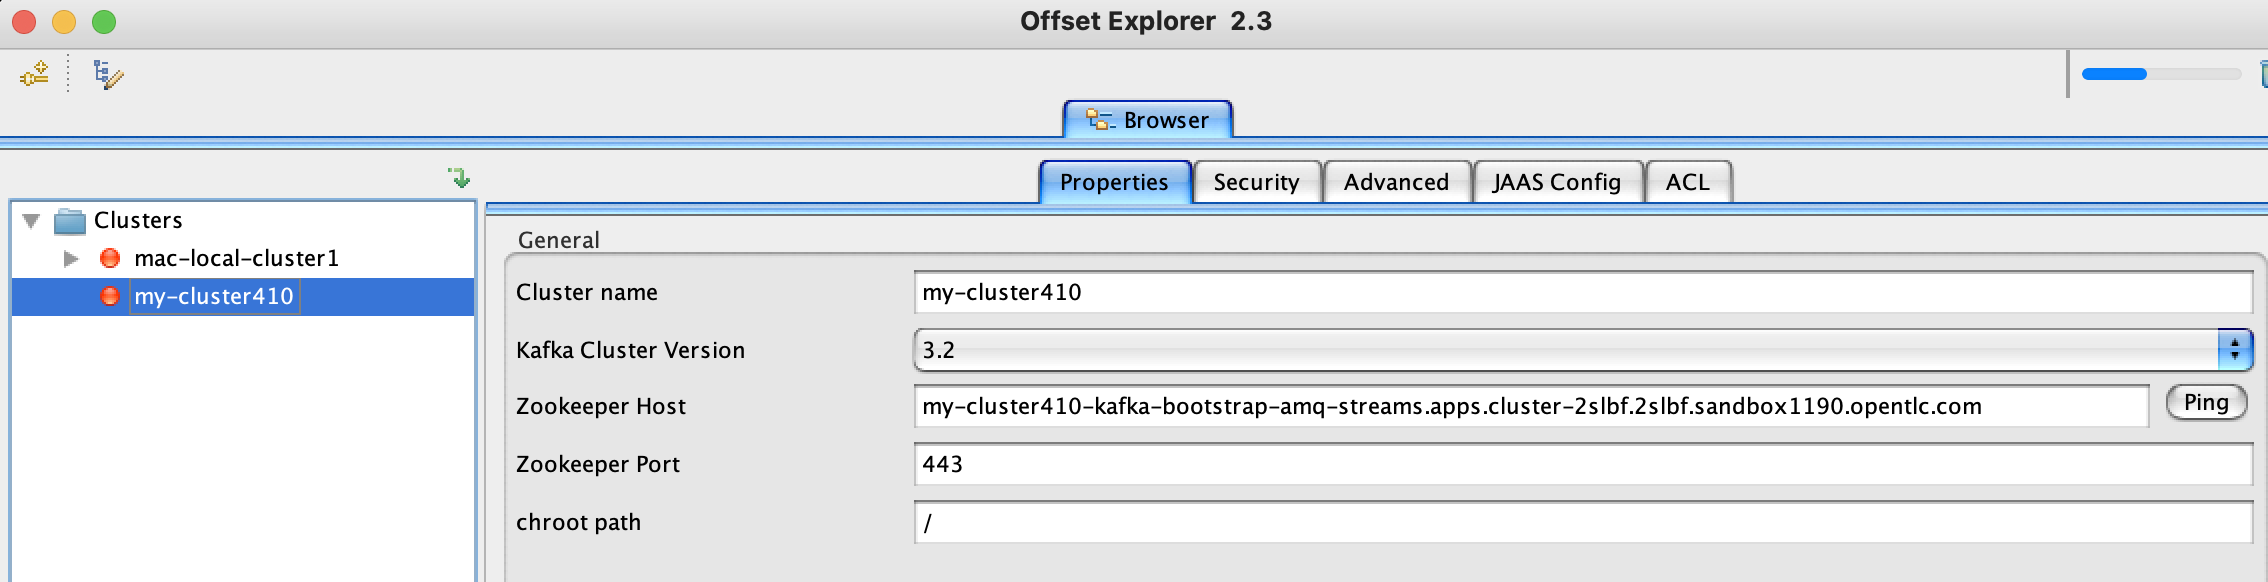 Offset Explorer 2.3
Browser
Properties Security Advanced JAAS Config ACL
Clusters
mac-local-cluster1
my-cluster410
General
Cluster name my-cluster410
Kafka Cluster Version 3.2
Zookeeper Host my-cluster410-kafka-bootstrap-amq-streams.apps.cluster-2slbf.2slbf.sandbox1190.opentlc.com Ping
Zookeeper Port 443
chroot path /